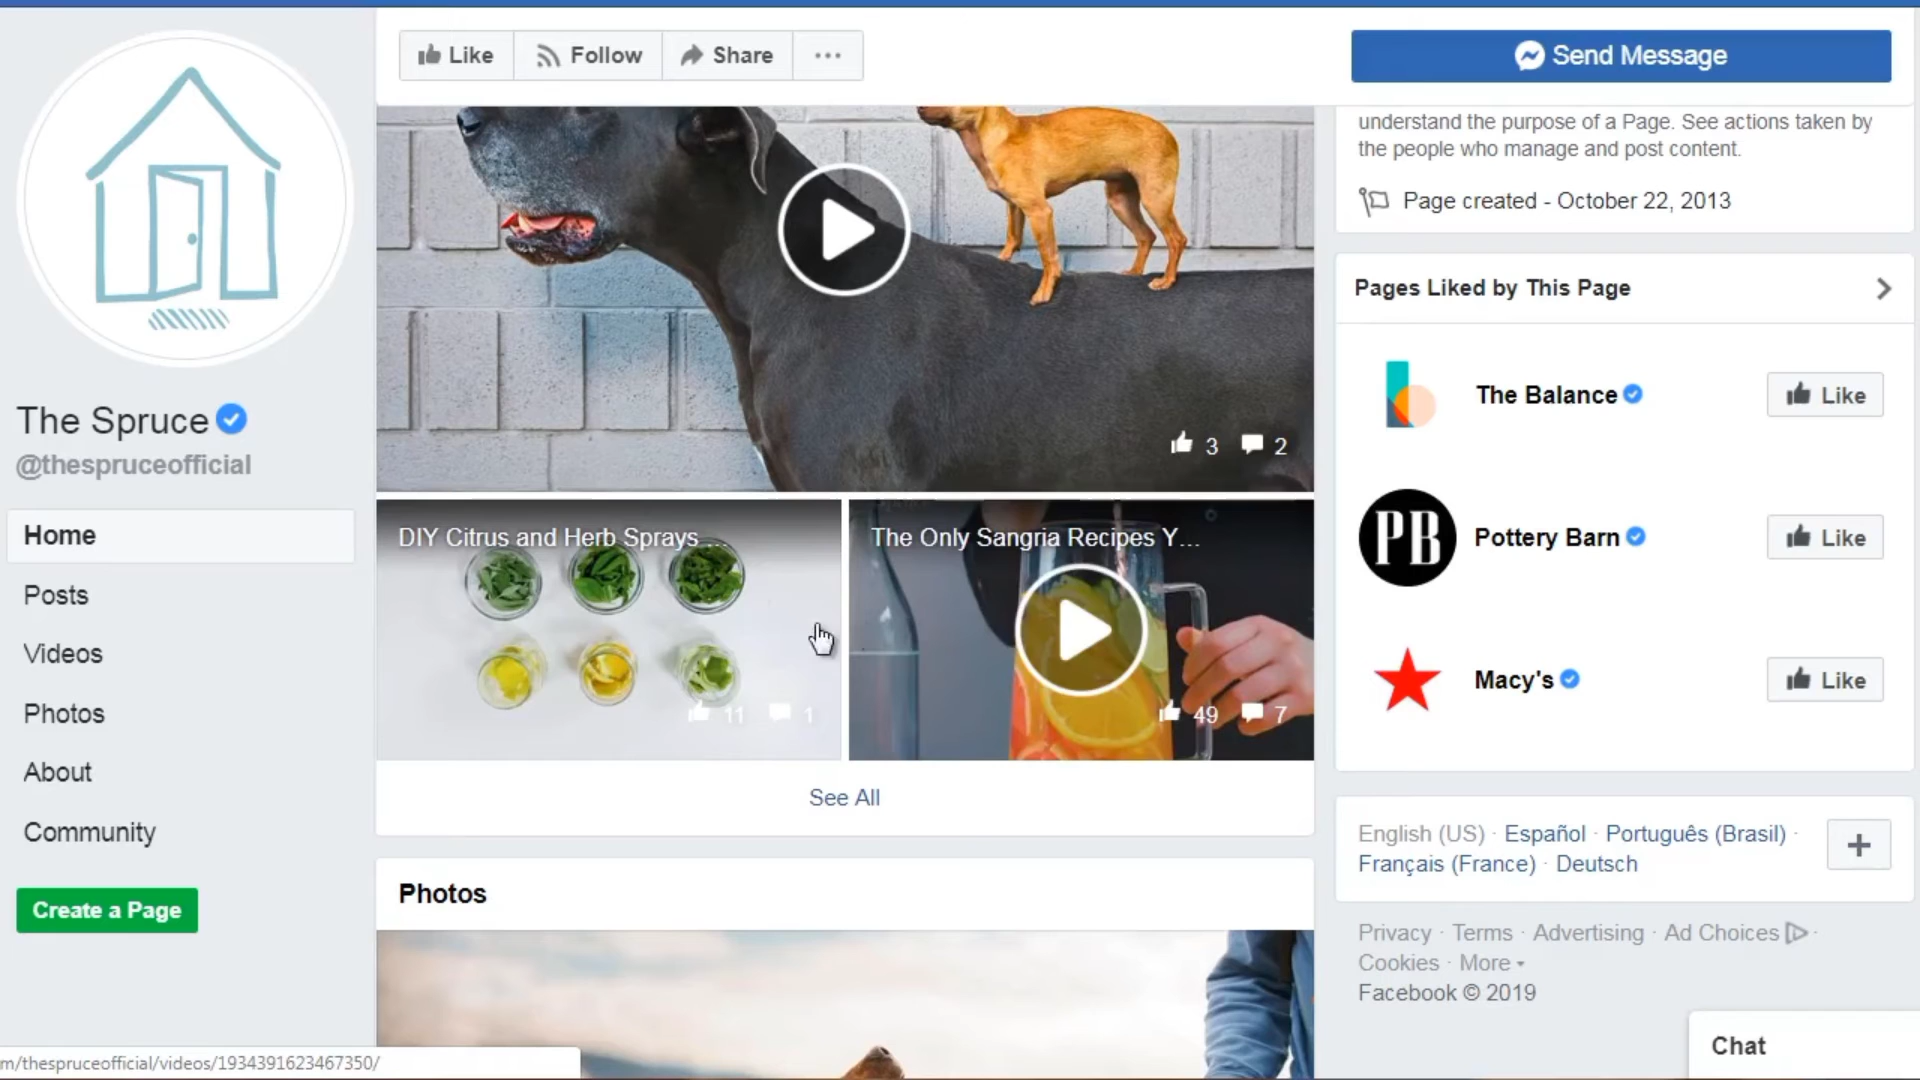 Like
Follow
Share
...
Send Message
The Spruce
@thespruceofficial
Home
Posts
Videos
Photos
About
Community
Create a Page
3
2
DIY Citrus and Herb Sprays ...
11
1
The Only Sangria Recipes Y...
49
7
See All
Photos
understand the purpose of a Page. See actions taken by
the people who manage and post content.
Page created - October 22, 2013
Pages Liked by This Page
The Balance
Like
PB
Pottery Barn
Like
Macy's
Like
English (US) · Español · Português (Brasil) ·
Français (France) · Deutsch
+
Privacy · Terms · Advertising · Ad Choices ·
Cookies · More
Facebook © 2019
Chat
m/thespruceofficial/videos/1934391623467350/